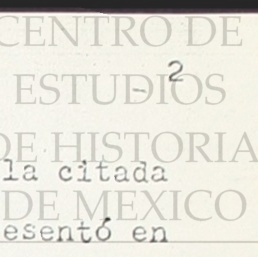 CENTRO DE
- 2
ESTUDIOS
DE HISTORIA
la citada
DE MEXICO
esentó en